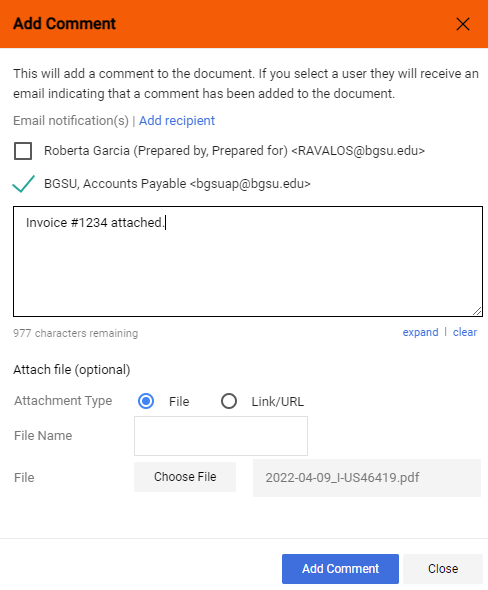 Add Comment
This will add a comment to the document. If you select a user they will receive an
email indicating that a comment has been added to the document.
Email notification(s) | Add recipient
Roberta Garcia (Prepared by, Prepared for) <RAVALOS@bgsu.edu>
BGSU, Accounts Payable <bgsuap@bgsu.edu>
Invoice #1234 attached.
977 characters remaining expand | clear
Attach file (optional)
Attachment Type File Link/URL
File Name
File Choose File 2022-04-09_I-US46419.pdf
Add Comment Close